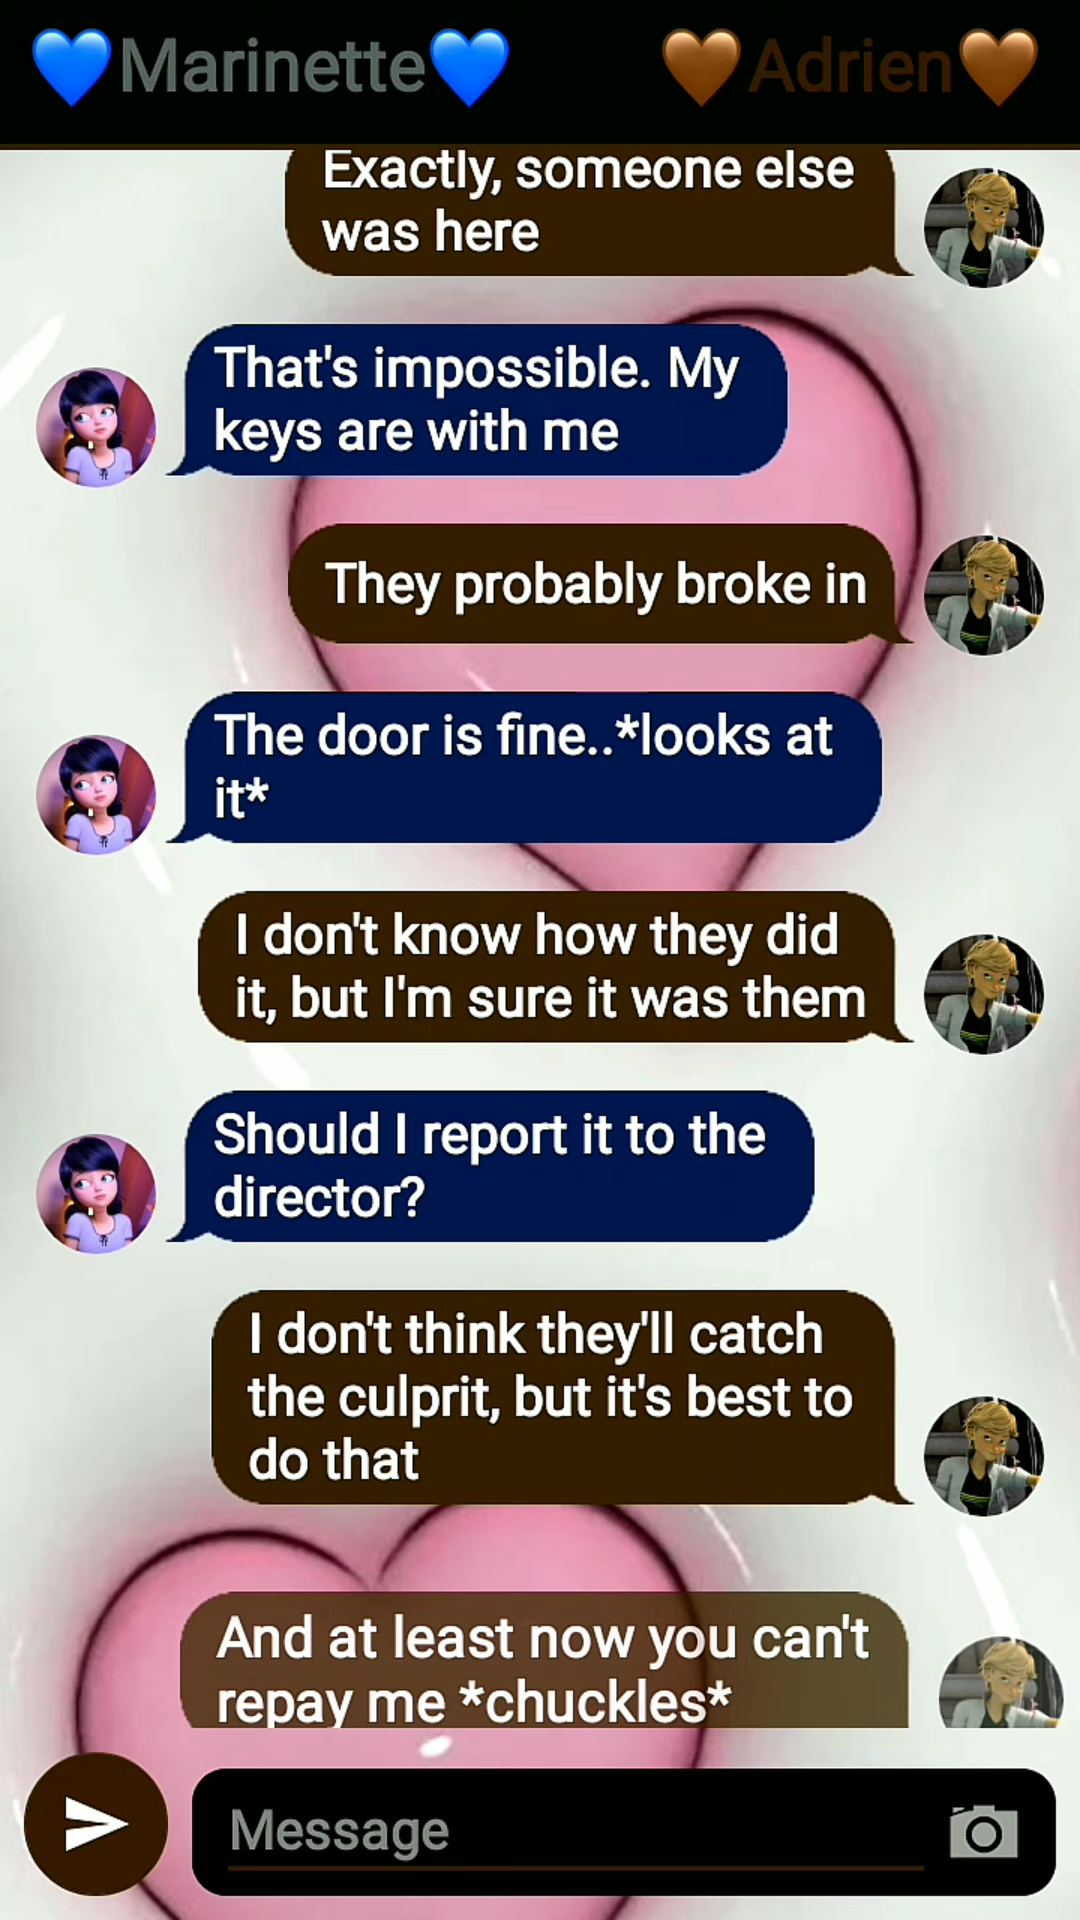 💙Marinette💙 🤎Adrien🤎
Exactly, someone else
was here
That's impossible. My
keys are with me
They probably broke in
The door is fine..*looks at
it*
I don't know how they did
it, but I'm sure it was them
Should I report it to the
director?
I don't think they'll catch
the culprit, but it's best to
do that
And at least now you can't
repay me *chuckles*
Message